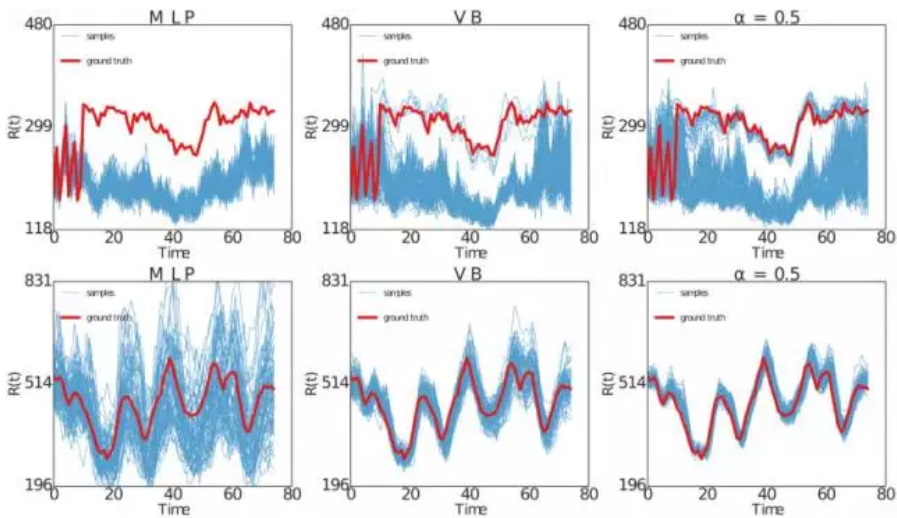 MLP
480
299
118
R(t)
samples
ground truth
0 20 40 60 80
Time
VB
480
299
118
R(t)
samples
ground truth
0 20 40 60 80
Time
α = 0.5
480
299
118
R(t)
samples
ground truth
0 20 40 60 80
Time
MLP
831
514
196
R(t)
samples
ground truth
0 20 40 60 80
Time
VB
831
514
196
R(t)
samples
ground truth
0 20 40 60 80
Time
α = 0.5
831
514
196
R(t)
samples
ground truth
0 20 40 60 80
Time